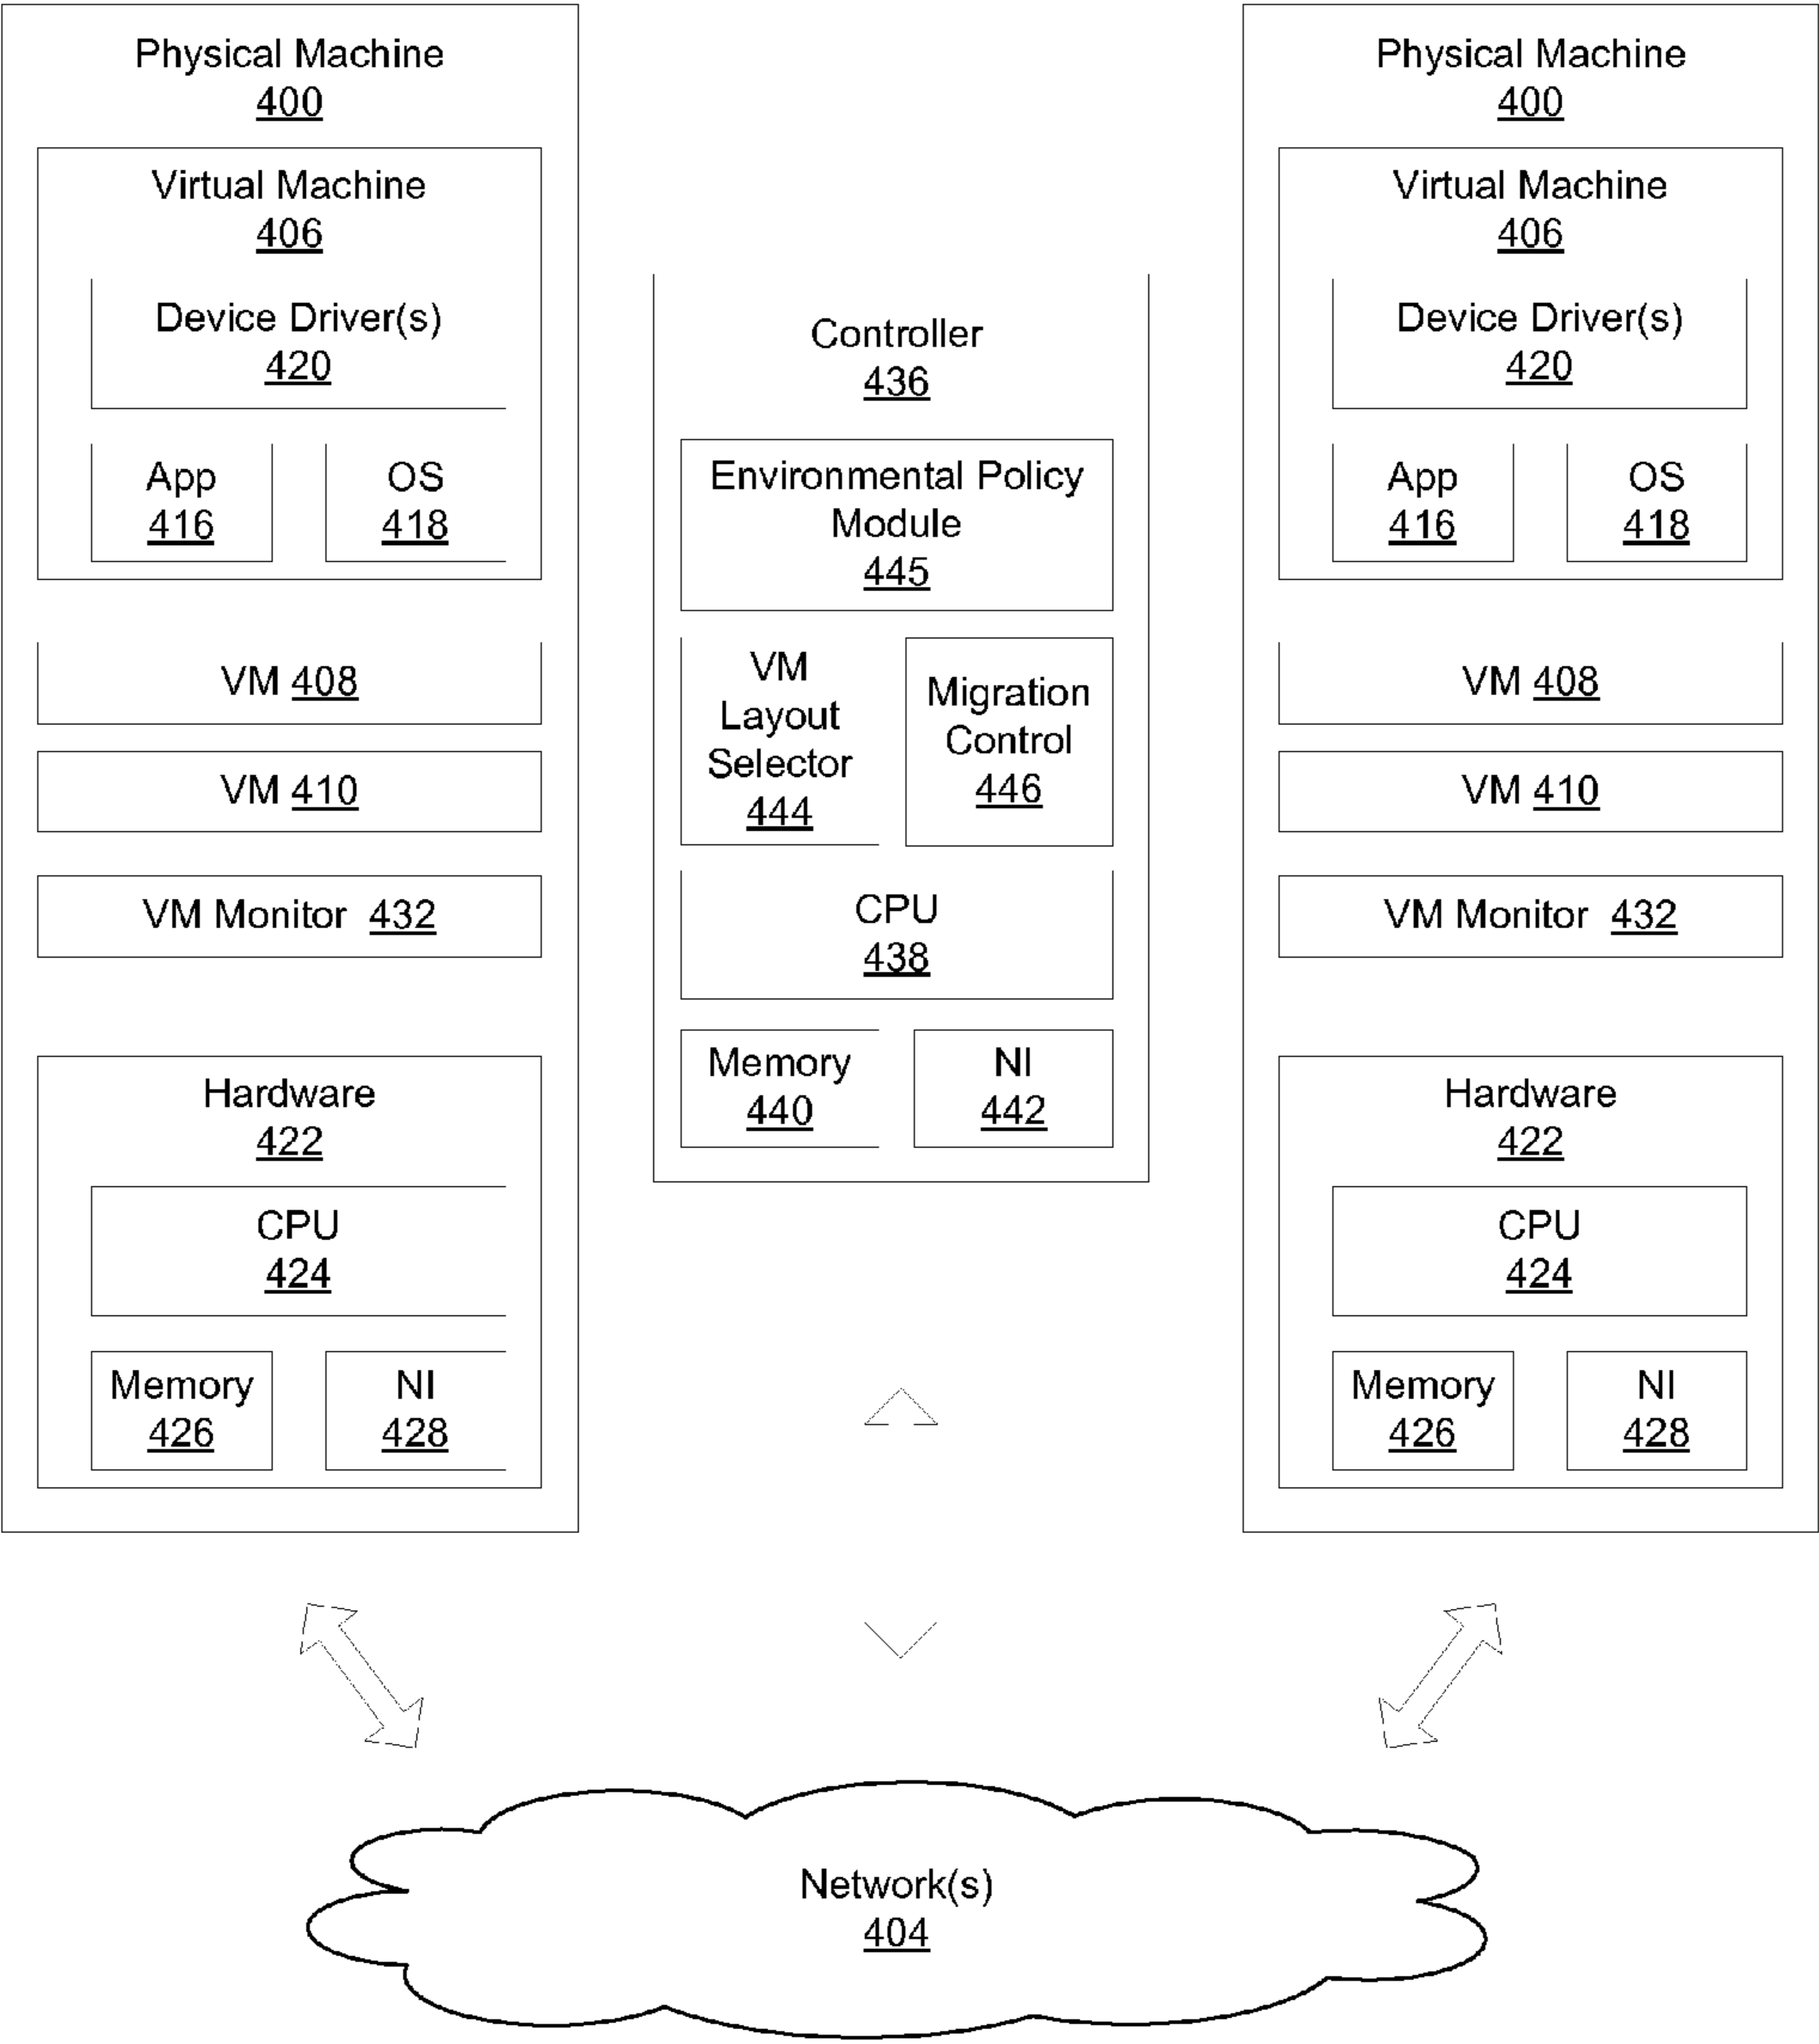 Physical Machine
400
Virtual Machine
406
Device Driver(s)
420
App
416
OS
418
VM 408
VM 410
VM Monitor 432
Hardware
422
CPU
424
Memory
426
NI
428
Controller
436
Environmental Policy
Module
445
VM
Layout
Selector
444
Migration
Control
446
CPU
438
Memory
440
NI
442
Physical Machine
400
Virtual Machine
406
Device Driver(s)
420
App
416
OS
418
VM 408
VM 410
VM Monitor 432
Hardware
422
CPU
424
Memory
426
NI
428
Network(s)
404